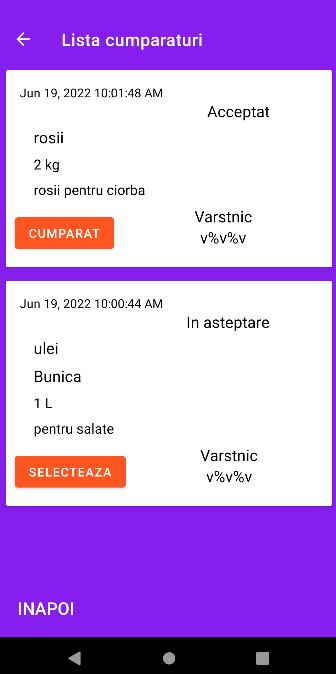 Lista cumparaturi
Jun 19, 2022 10:01:48 AM
Acceptat
rosii
2 kg
rosii pentru ciorba
Varstnic
CUMPARAT
v%v%v
Jun 19, 2022 10:00:44 AM
In asteptare
ulei
Bunica
1 L
pentru salate
Varstnic
SELECTEAZA
v%v%v
INAPOI